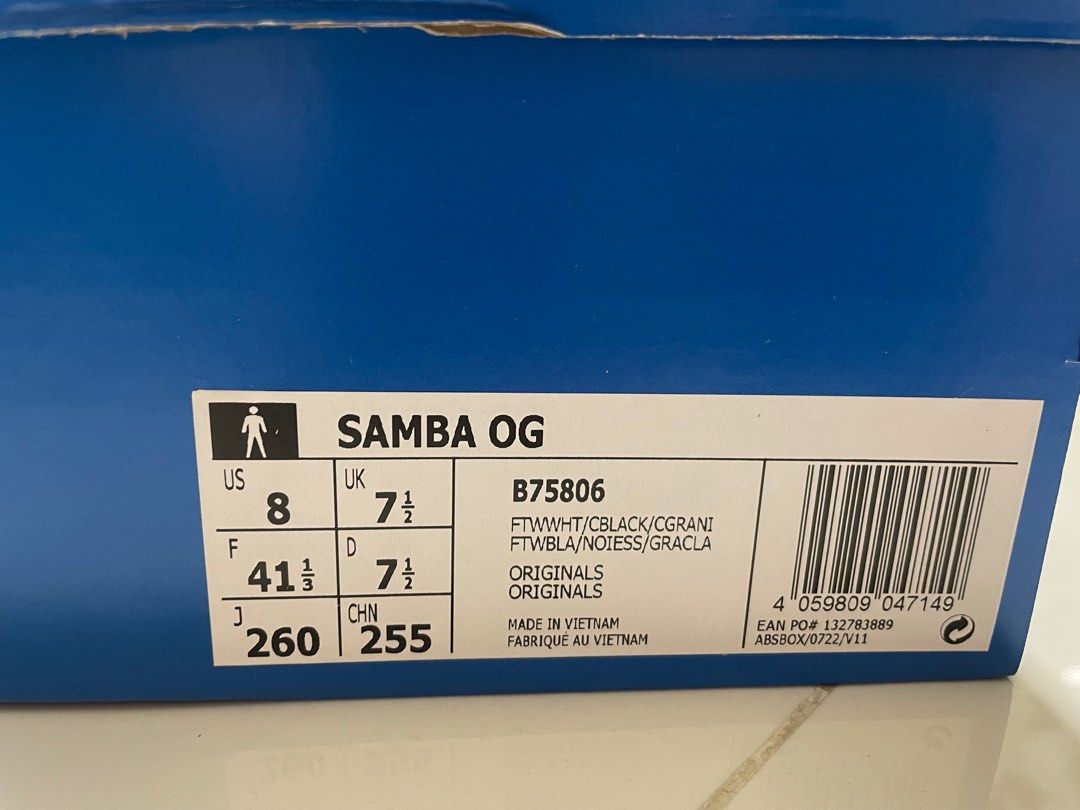 SAMBA OG
US 8 UK 7½
F 41⅓ D 7½
J 260 CHN 255
B75806
FTWWHT/CBLACK/CGRANI
FTWBLA/NOIESS/GRACLA
ORIGINALS
ORIGINALS
MADE IN VIETNAM
FABRIQUÉ AU VIETNAM
4 059809 047149
EAN PO# 132783889
ABSBOX/0722/V11